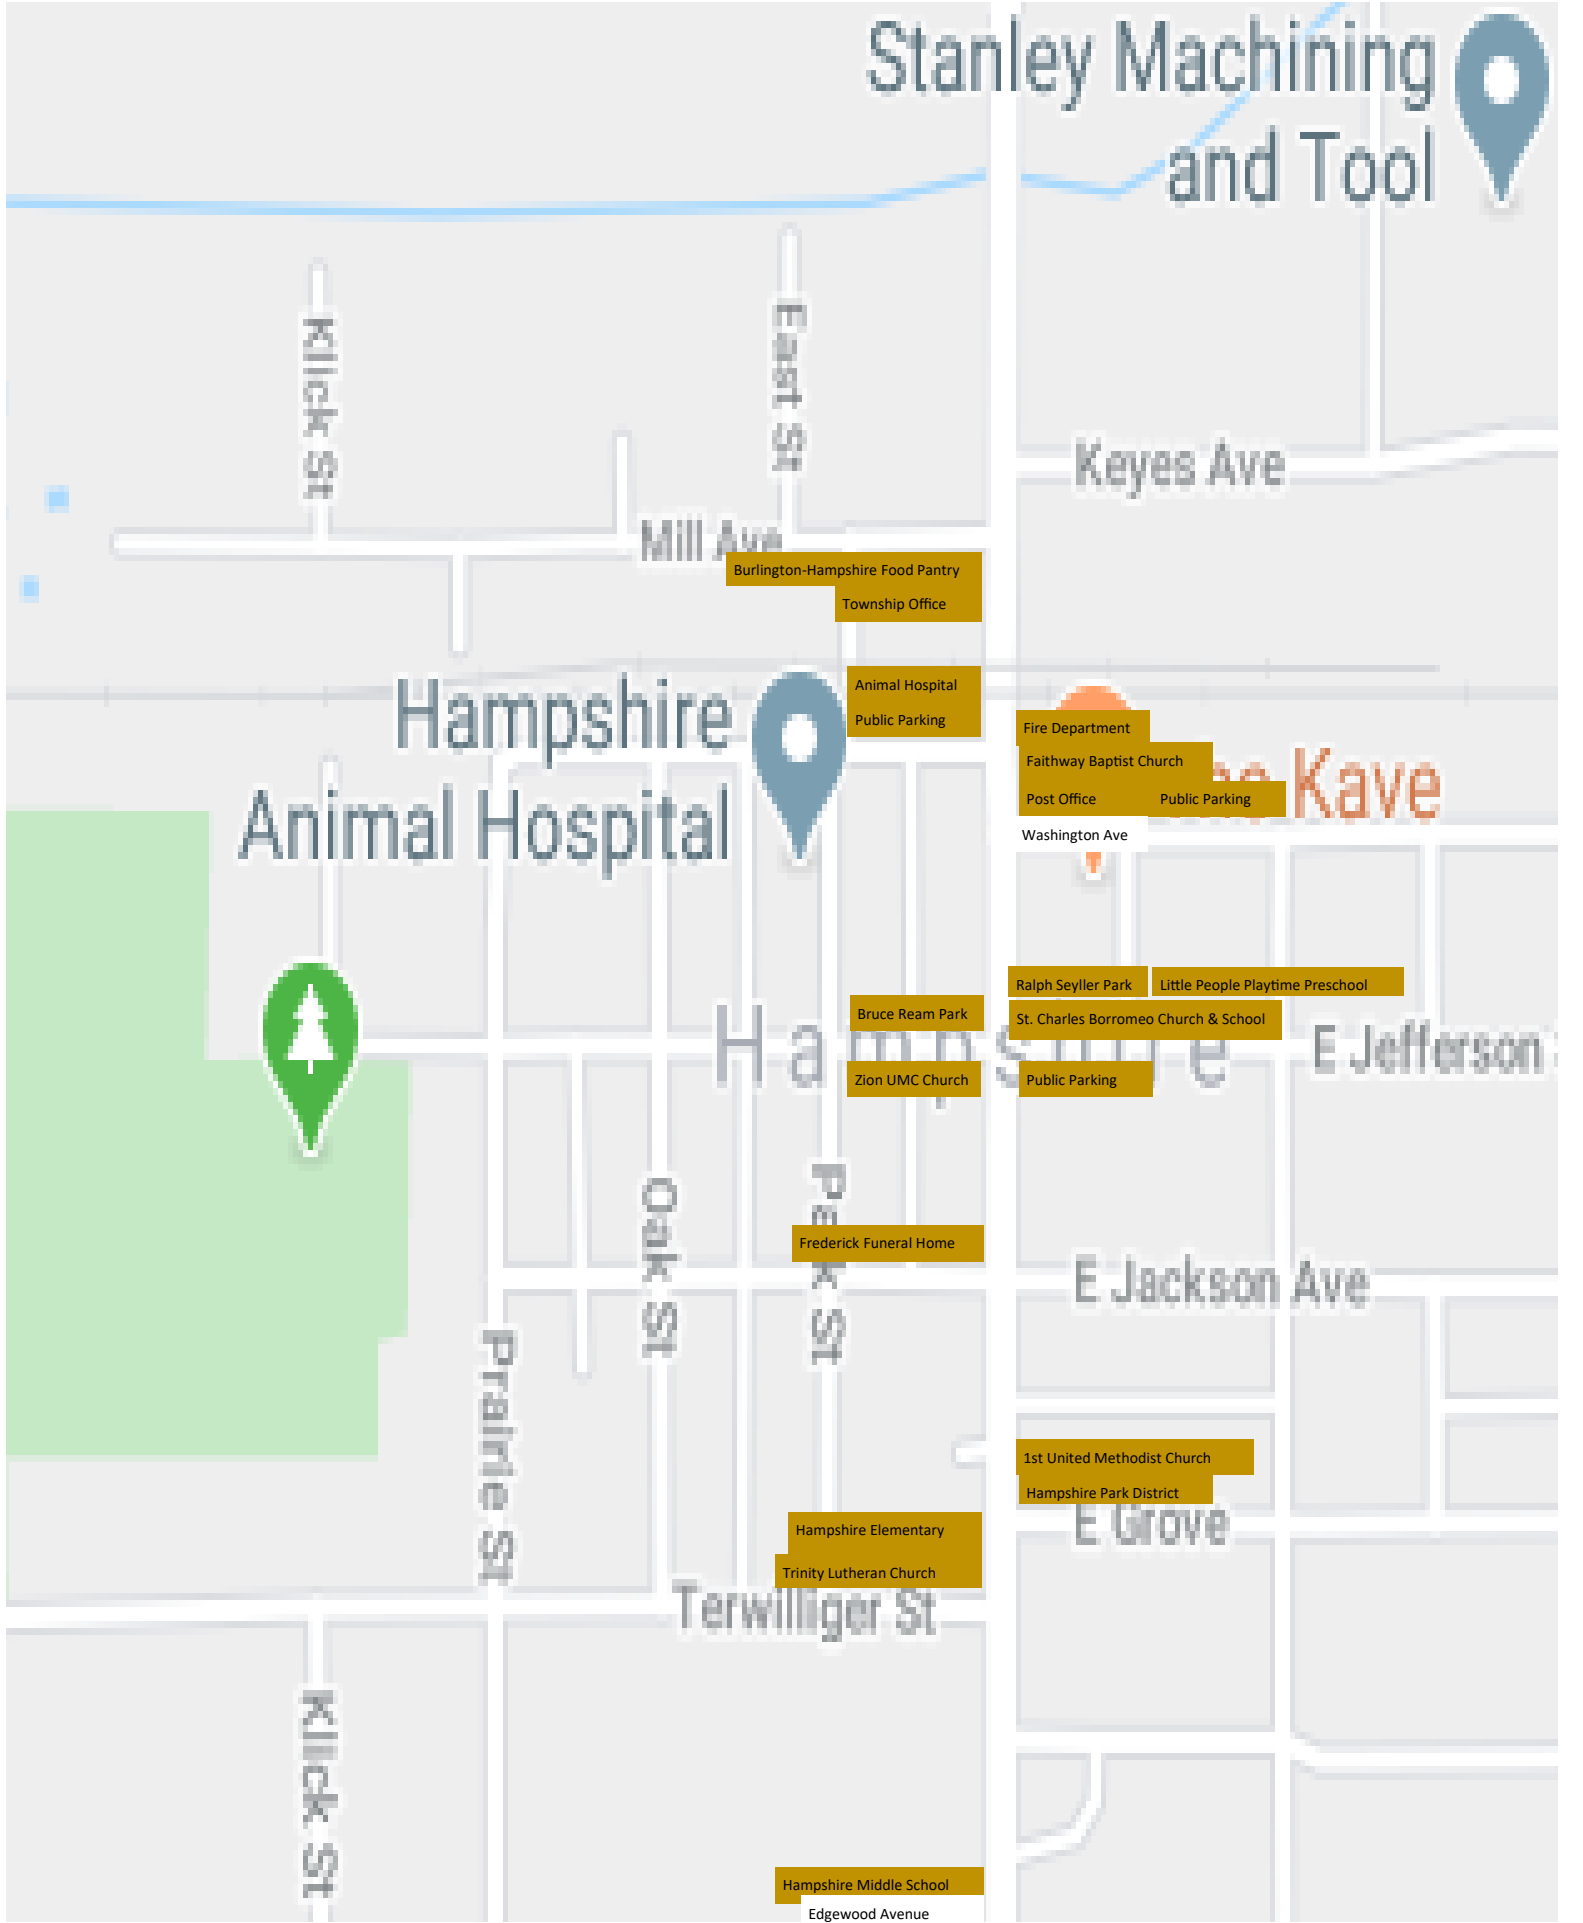 Stanley Machining
and Tool
Klick St
East St
Keyes Ave
Mill Ave
Burlington-Hampshire Food Pantry
Township Office
Hampshire
Animal Hospital
Animal Hospital
Public Parking
Fire Department
Faithway Baptist Church
Kave
Post Office
Public Parking
Washington Ave
Ralph Seyller Park
Little People Playtime Preschool
Bruce Ream Park
St. Charles Borromeo Church & School
Hampshire
E Jefferson
Zion UMC Church
Public Parking
Oak St
Park St
Frederick Funeral Home
E Jackson Ave
Prairie St
1st United Methodist Church
Hampshire Park District
E Grove
Hampshire Elementary
Trinity Lutheran Church
Terwilliger St
Klick St
Hampshire Middle School
Edgewood Avenue